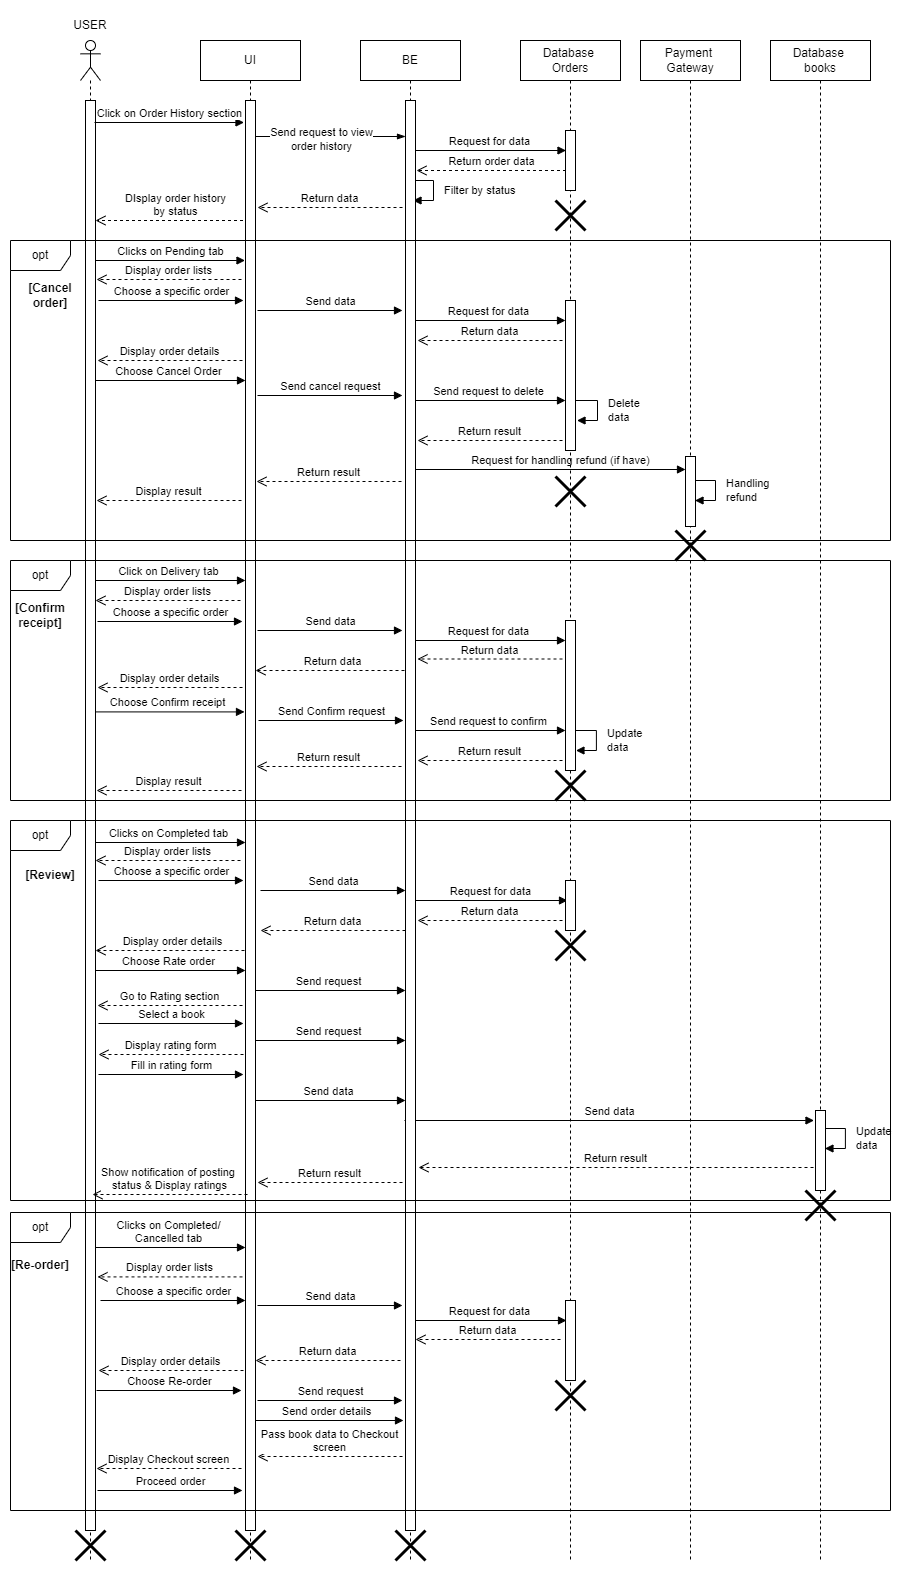 USER
UI
BE
Database
Orders
Payment
Gateway
Database
books
Click on Order History section
Send request to view
order history
Request for data
Return order data
Filter by status
Return data
DIsplay order history
by status
opt
[Cancel
order]
Clicks on Pending tab
Display order lists
Choose a specific order
Send data
Request for data
Return data
Display order details
Choose Cancel Order
Send cancel request
Send request to delete
Delete
data
Return result
Request for handling refund (if have)
Return result
Handling
refund
Display result
opt
[Confirm
receipt]
Click on Delivery tab
Display order lists
Choose a specific order
Send data
Request for data
Return data
Return data
Display order details
Choose Confirm receipt
Send Confirm request
Send request to confirm
Update
data
Return result
Return result
Display result
opt
[Review]
Clicks on Completed tab
Display order lists
Choose a specific order
Send data
Request for data
Return data
Return data
Display order details
Choose Rate order
Send request
Go to Rating section
Select a book
Send request
Display rating form
Fill in rating form
Send data
Send data
Update
data
Return result
Return result
Show notification of posting
status & Display ratings
opt
[Re-order]
Clicks on Completed/
Cancelled tab
Display order lists
Choose a specific order
Send data
Request for data
Return data
Return data
Display order details
Choose Re-order
Send request
Send order details
Pass book data to Checkout
screen
Display Checkout screen
Proceed order